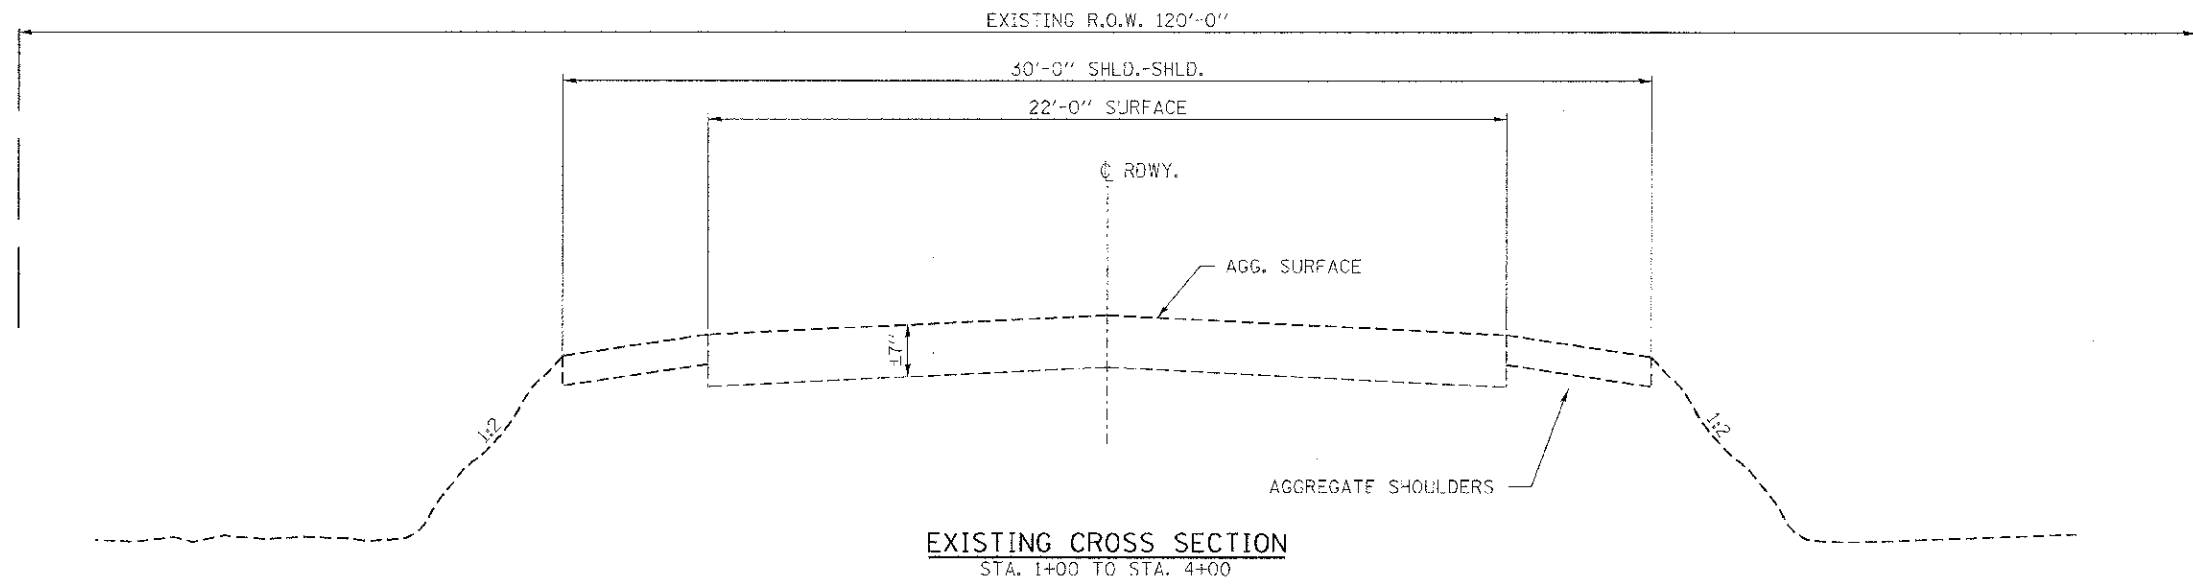 EXISTING R.O.W. 120'-0"
30'-0" SHLD.-SHLD.
22'-0" SURFACE
℄ RDWY.
AGG. SURFACE
±7"
1:2
1:2
AGGREGATE SHOULDERS
EXISTING CROSS SECTION
STA. 1+00 TO STA. 4+00